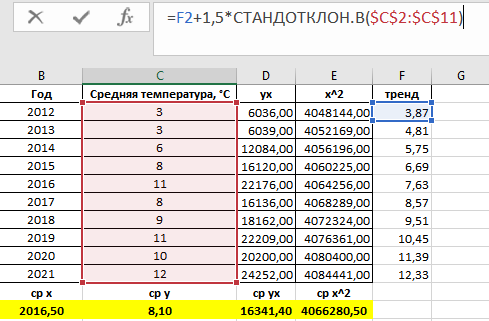 fx =F2+1,5*СТАНДОТКЛОН.В($C$2:$C$11)
B C D E F G
Год Средняя температура, °С yx x^2 тренд
2012 3 6036,00 4048144,00 3,87
2013 3 6039,00 4052169,00 4,81
2014 6 12084,00 4056196,00 5,75
2015 8 16120,00 4060225,00 6,69
2016 11 22176,00 4064256,00 7,63
2017 8 16136,00 4068289,00 8,57
2018 9 18162,00 4072324,00 9,51
2019 11 22209,00 4076361,00 10,45
2020 10 20200,00 4080400,00 11,39
2021 12 24252,00 4084441,00 12,33
ср х ср у ср ух ср х^2
2016,50 8,10 16341,40 4066280,50